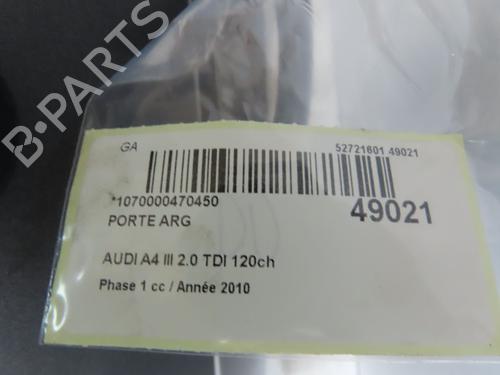 B-PARTS
GA
52721601 49021
*1070000470450
49021
PORTE ARG
AUDI A4 III 2.0 TDI 120ch
Phase 1 cc / Année 2010